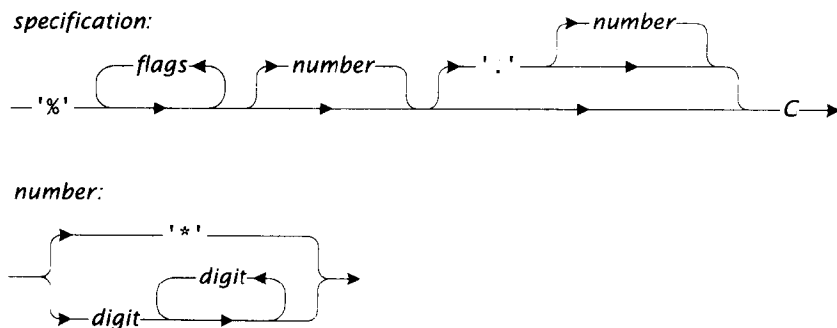 specification:
number
flags number '.'
'%' C
number:
'*'
digit
digit